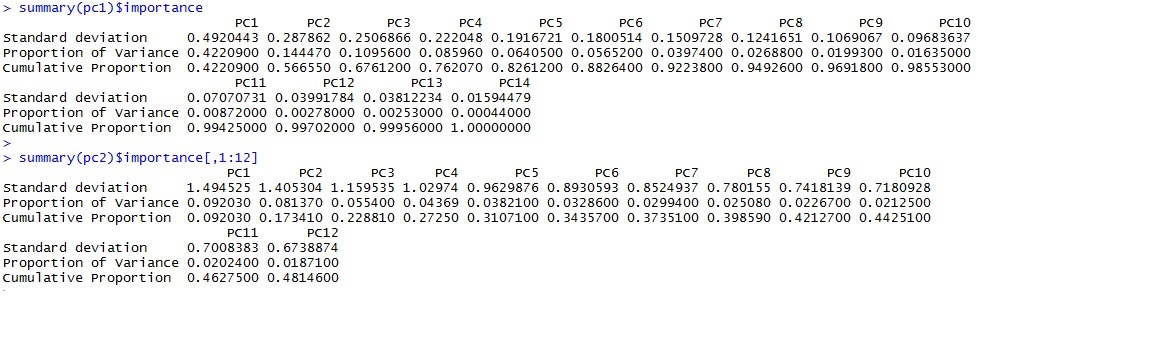 > summary(pc1)$importance
PC1 PC2 PC3 PC4 PC5 PC6 PC7 PC8 PC9 PC10
Standard deviation 0.4920443 0.287862 0.2506866 0.222048 0.1916721 0.1800514 0.1509728 0.1241651 0.1069067 0.09683637
Proportion of Variance 0.4220900 0.144470 0.1095600 0.085960 0.0640500 0.0565200 0.0397400 0.0268800 0.0199300 0.01635000
Cumulative Proportion 0.4220900 0.566550 0.6761200 0.762070 0.8261200 0.8826400 0.9223800 0.9492600 0.9691800 0.98553000
PC11 PC12 PC13 PC14
Standard deviation 0.07070731 0.03991784 0.03812234 0.01594479
Proportion of Variance 0.00872000 0.00278000 0.00253000 0.00044000
Cumulative Proportion 0.99425000 0.99702000 0.99956000 1.00000000
>
> summary(pc2)$importance[,1:12]
PC1 PC2 PC3 PC4 PC5 PC6 PC7 PC8 PC9 PC10
Standard deviation 1.494525 1.405304 1.159535 1.02974 0.9629876 0.8930593 0.8524937 0.780155 0.7418139 0.7180928
Proportion of Variance 0.092030 0.081370 0.055400 0.04369 0.0382100 0.0328600 0.0299400 0.025080 0.0226700 0.0212500
Cumulative Proportion 0.092030 0.173410 0.228810 0.27250 0.3107100 0.3435700 0.3735100 0.398590 0.4212700 0.4425100
PC11 PC12
Standard deviation 0.7008383 0.6738874
Proportion of Variance 0.0202400 0.0187100
Cumulative Proportion 0.4627500 0.4814600